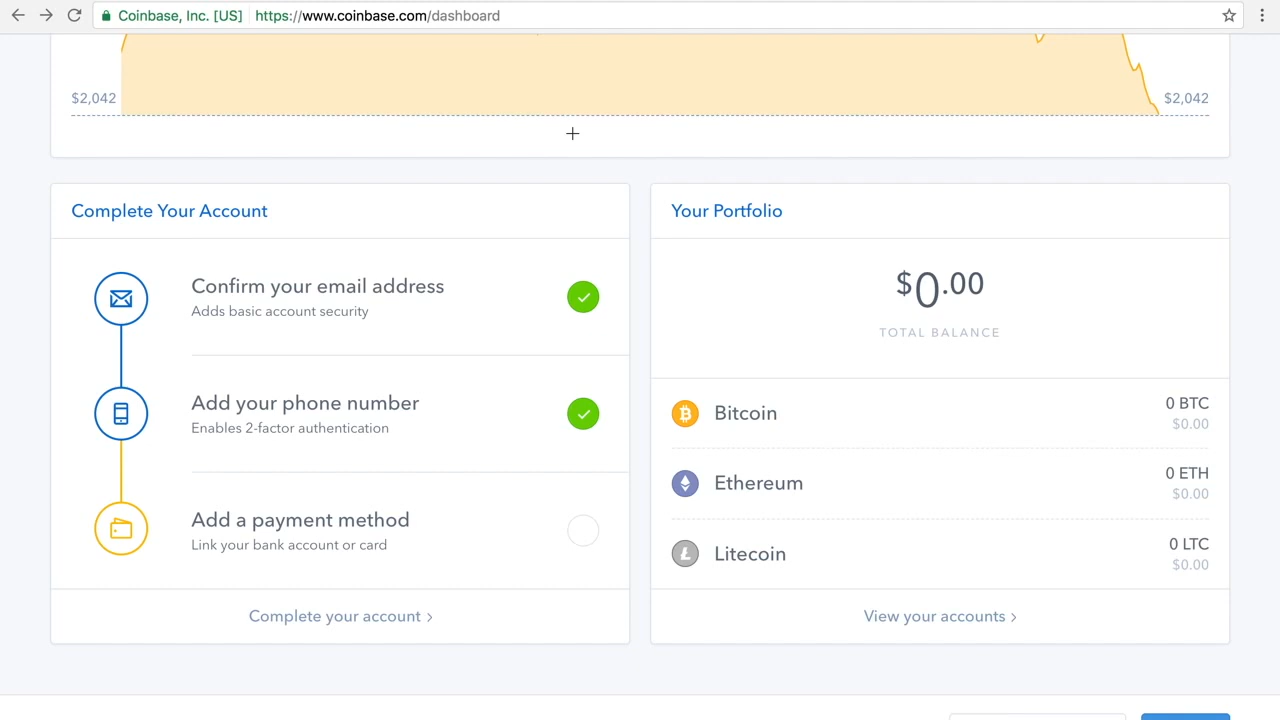 Coinbase, Inc. [US] https://www.coinbase.com/dashboard
$2,042 $2,042
Complete Your Account
Confirm your email address
Adds basic account security
Add your phone number
Enables 2-factor authentication
Add a payment method
Link your bank account or card
Complete your account >
Your Portfolio
$0.00
TOTAL BALANCE
Bitcoin 0 BTC
$0.00
Ethereum 0 ETH
$0.00
Litecoin 0 LTC
$0.00
View your accounts >